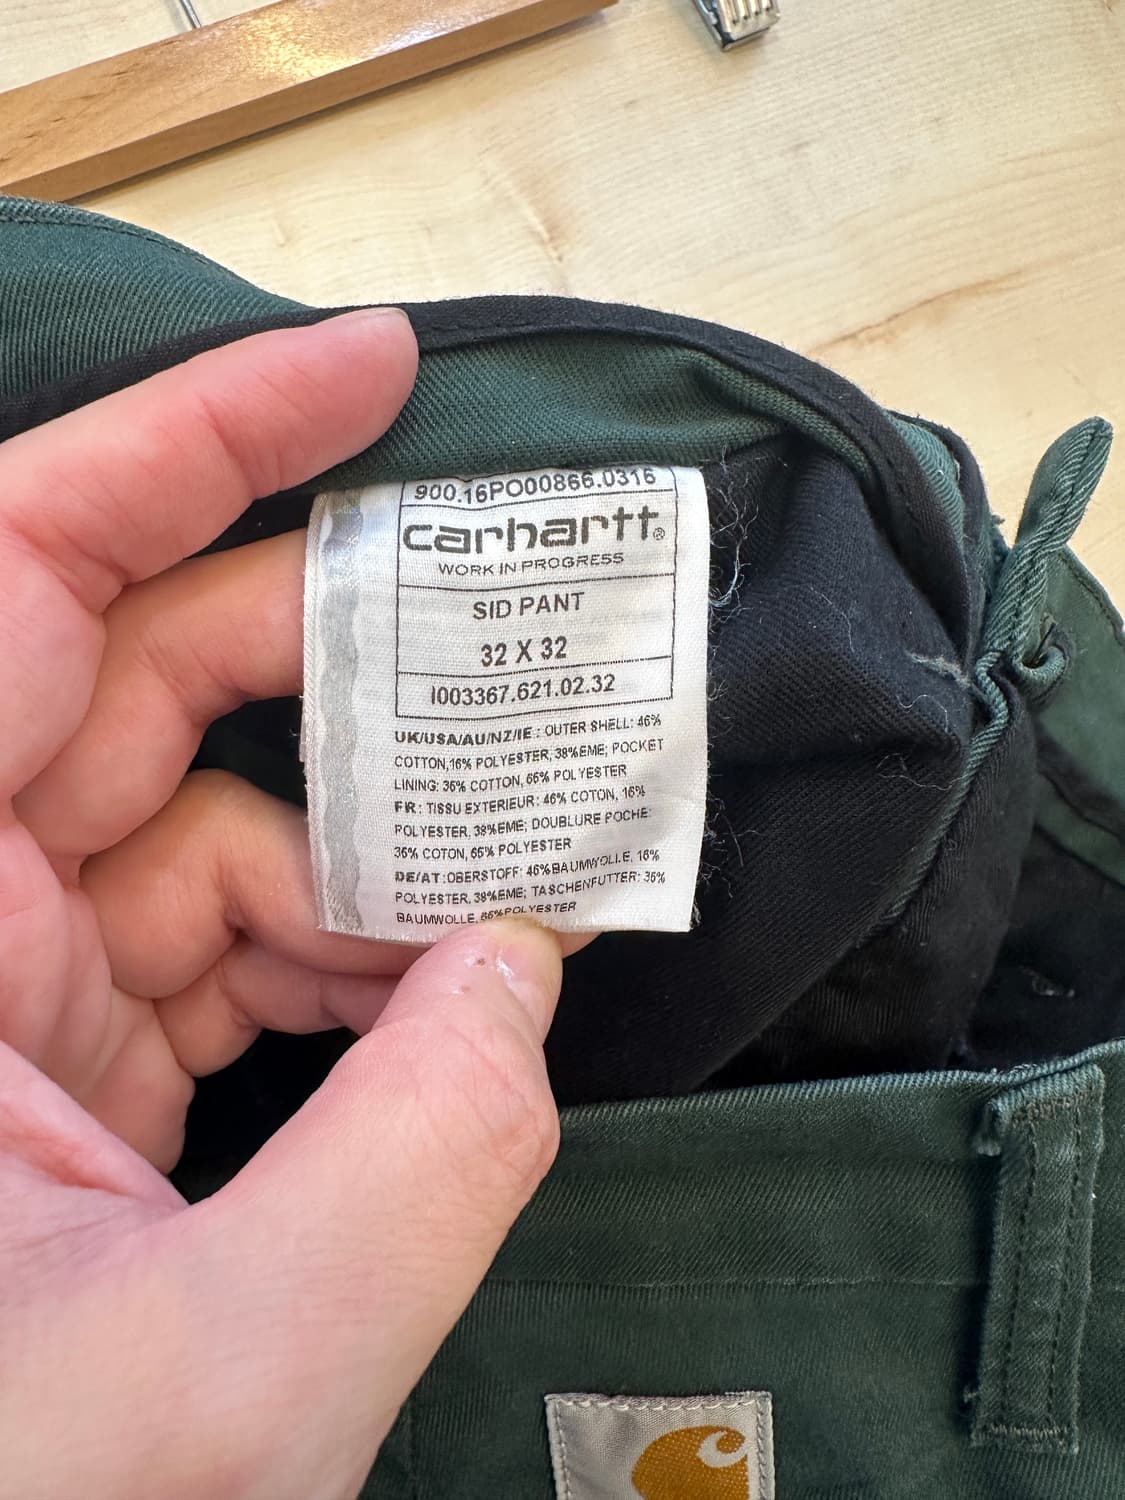 900.16PO00866.0316
carhartt®
WORK IN PROGRESS
SID PANT
32 X 32
I003367.621.02.32
UK/USA/AU/NZ/IE : OUTER SHELL: 46%
COTTON,16% POLYESTER, 38%EME; POCKET
LINING: 35% COTTON, 65% POLYESTER
FR: TISSU EXTERIEUR: 46% COTON, 16%
POLYESTER, 38%EME; DOUBLURE POCHE:
35% COTON, 65% POLYESTER
DE/AT:OBERSTOFF: 46%BAUMWOLLE, 16%
POLYESTER, 38%EME; TASCHENFUTTER: 35%
BAUMWOLLE, 65%POLYESTER